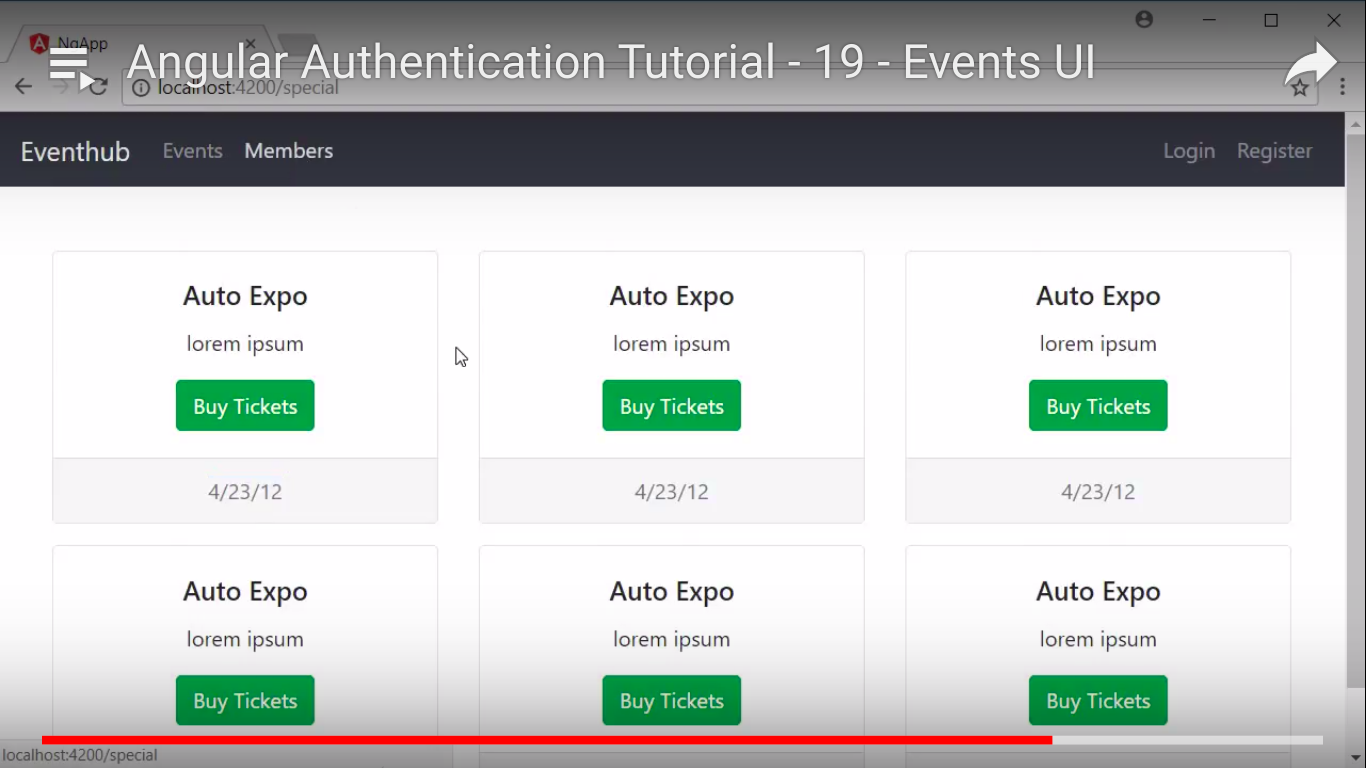 NgApp
Angular Authentication Tutorial - 19 - Events UI
localhost:4200/special
Eventhub Events Members Login Register
Auto Expo Auto Expo Auto Expo
lorem ipsum lorem ipsum lorem ipsum
Buy Tickets Buy Tickets Buy Tickets
4/23/12 4/23/12 4/23/12
Auto Expo Auto Expo Auto Expo
lorem ipsum lorem ipsum lorem ipsum
Buy Tickets Buy Tickets Buy Tickets
localhost:4200/special